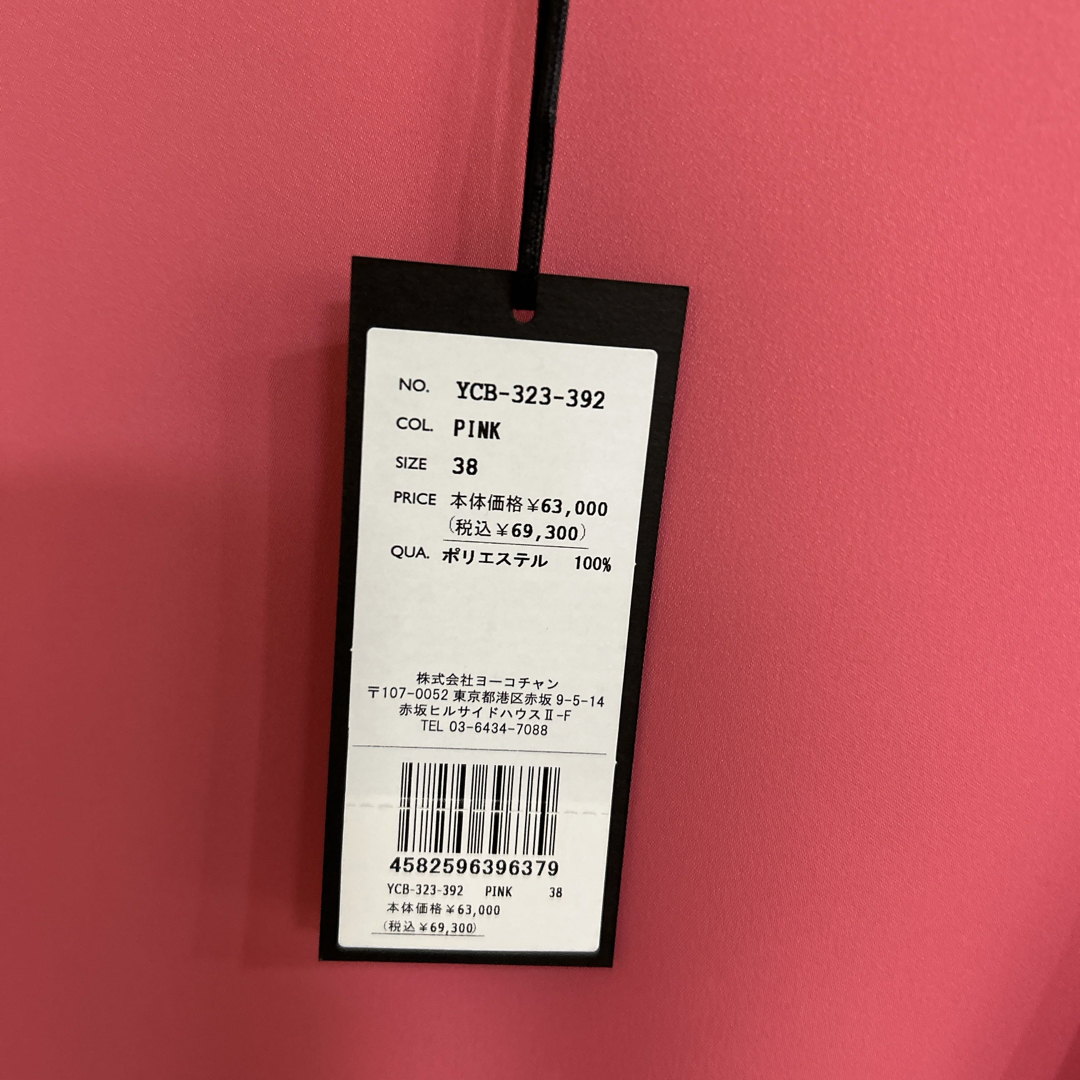 NO. YCB-323-392
COL. PINK
SIZE 38
PRICE 本体価格¥63,000
(税込¥69,300)
QUA. ポリエステル 100%
株式会社ヨーコチャン
〒107-0052 東京都港区赤坂 9-5-14
赤坂ヒルサイドハウスⅡ-F
TEL 03-6434-7088
4582596396379
YCB-323-392 PINK 38
本体価格¥63,000
(税込¥69,300)